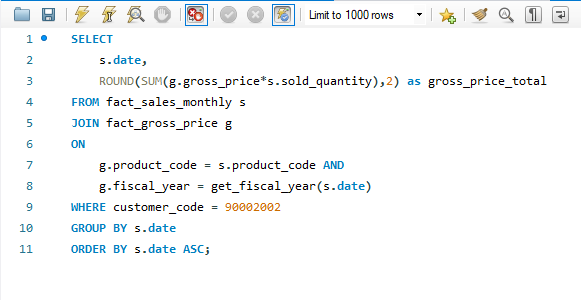 Limit to 1000 rows
1 SELECT
2 s.date,
3 ROUND(SUM(g.gross_price*s.sold_quantity),2) as gross_price_total
4 FROM fact_sales_monthly s
5 JOIN fact_gross_price g
6 ON
7 g.product_code = s.product_code AND
8 g.fiscal_year = get_fiscal_year(s.date)
9 WHERE customer_code = 90002002
10 GROUP BY s.date
11 ORDER BY s.date ASC;